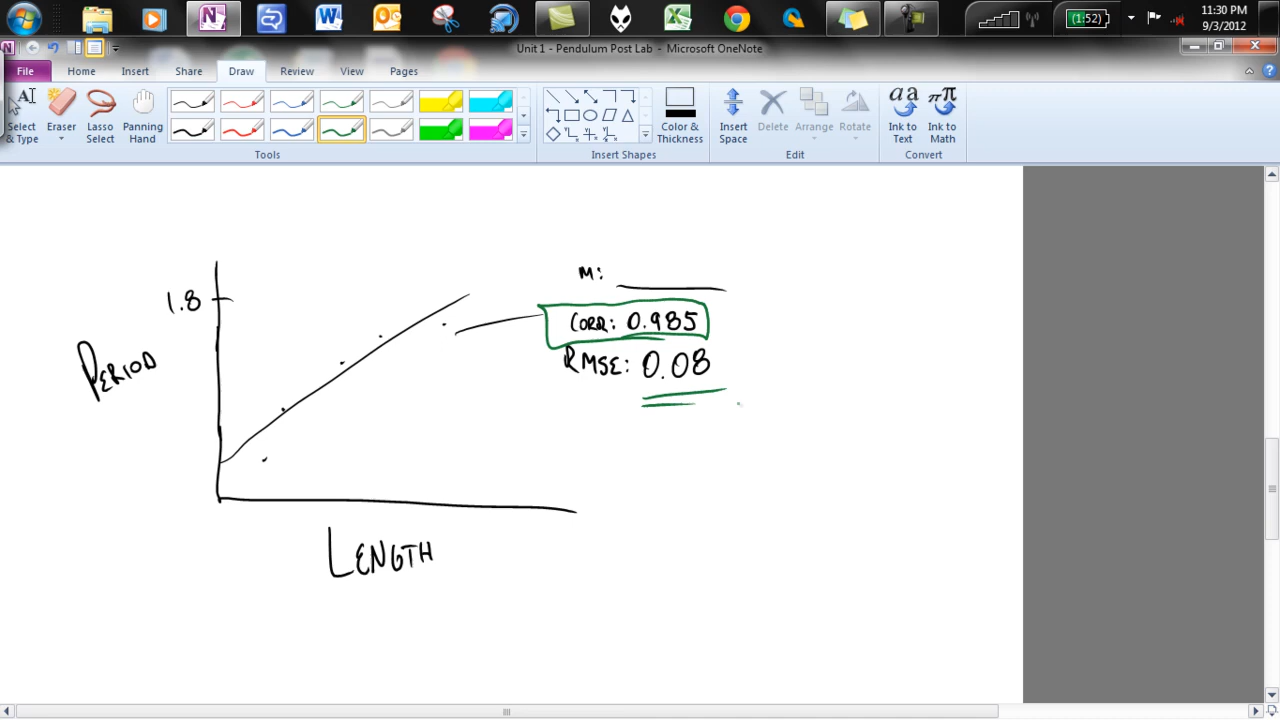 11:30 PM
(1:52)
9/3/2012
Unit 1 - Pendulum Post Lab - Microsoft OneNote
File Home Insert Share Draw Review View Pages
Select & Type
Eraser
Lasso Select
Panning Hand
Color & Thickness
Insert Space
Delete
Arrange
Rotate
Ink to Text
Ink to Math
Tools
Insert Shapes
Edit
Convert
M:
1.8
CORR: 0.985
RMSE: 0.08
PERIOD
LENGTH